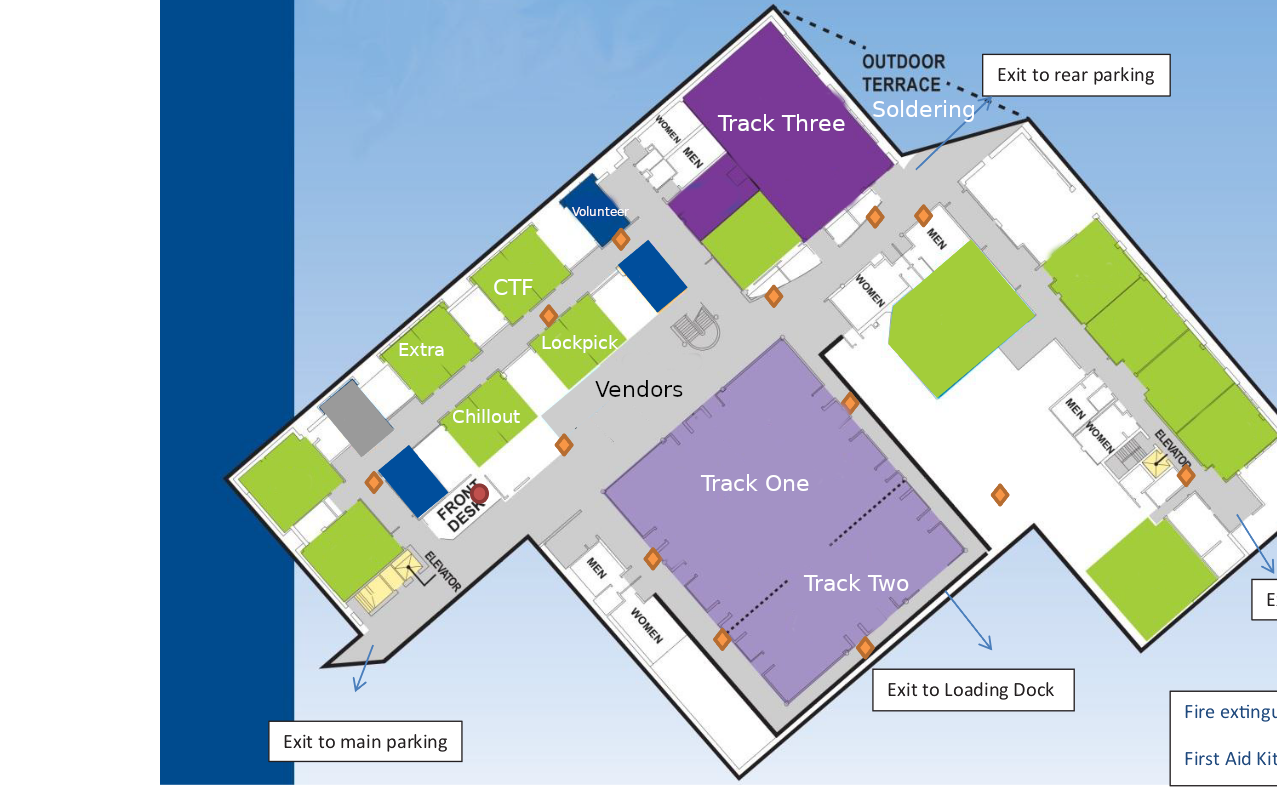 OUTDOOR
TERRACE
Exit to rear parking
Soldering
Track Three
WOMEN
MEN
Volunteer
MEN
CTF
WOMEN
Lockpick
Extra
Vendors
Chillout
MEN
WOMEN
ELEVATOR
Track One
FRONT
DESK
ELEVATOR
MEN
Track Two
WOMEN
Exit to Loading Dock
Exit to main parking
Fire extingu
First Aid Kit